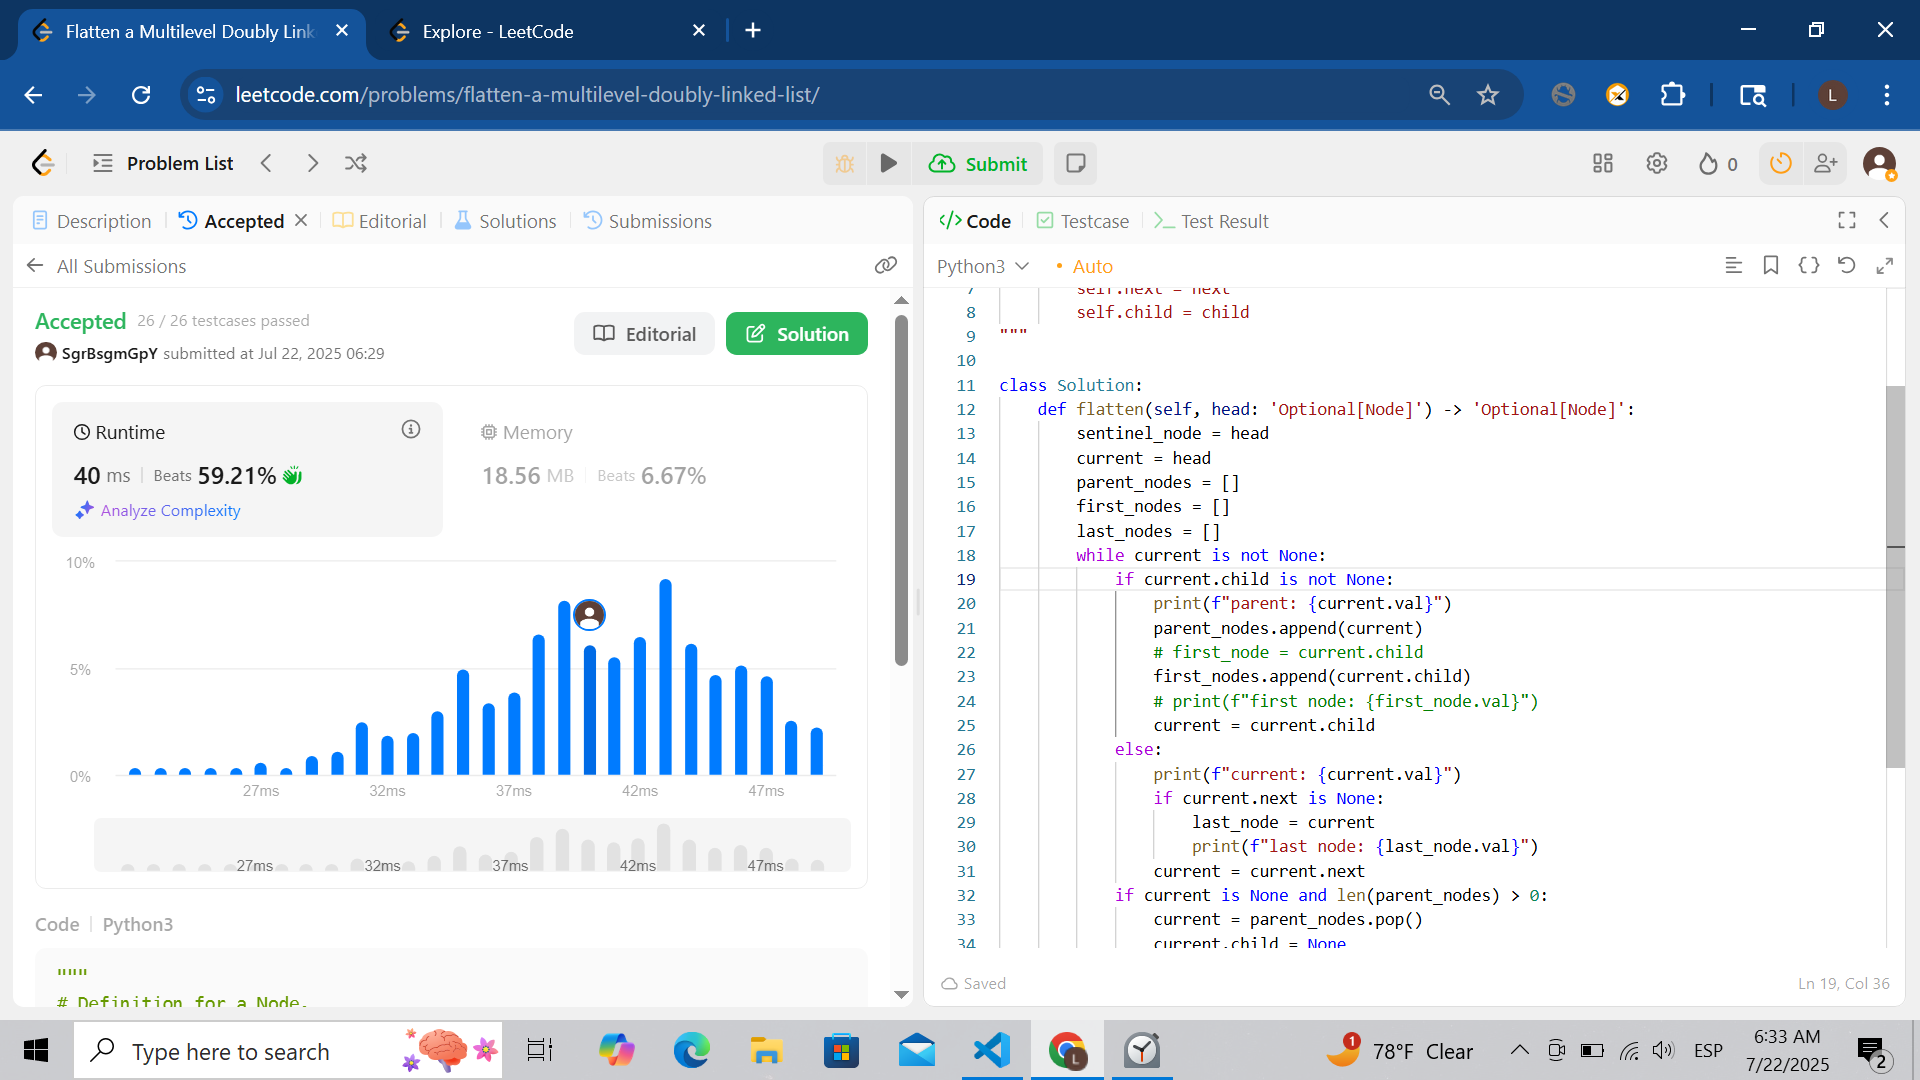 Flatten a Multilevel Doubly Link
Explore - LeetCode
leetcode.com/problems/flatten-a-multilevel-doubly-linked-list/
L
Problem List
Submit
0
Description
Accepted
Editorial
Solutions
Submissions
All Submissions
Accepted 26 / 26 testcases passed
SgrBsgmGpY submitted at Jul 22, 2025 06:29
Editorial
Solution
Runtime
40 ms | Beats 59.21%
Analyze Complexity
Memory
18.56 MB | Beats 6.67%
10%
5%
0%
27ms 32ms 37ms 42ms 47ms
27ms 32ms 37ms 42ms 47ms
Code | Python3
"""
# Definition for a Node.
Code
Testcase
Test Result
Python3
Auto
7 self.next = next
8 self.child = child
9 """
10
11 class Solution:
12 def flatten(self, head: 'Optional[Node]') -> 'Optional[Node]':
13 sentinel_node = head
14 current = head
15 parent_nodes = []
16 first_nodes = []
17 last_nodes = []
18 while current is not None:
19 if current.child is not None:
20 print(f"parent: {current.val}")
21 parent_nodes.append(current)
22 # first_node = current.child
23 first_nodes.append(current.child)
24 # print(f"first node: {first_node.val}")
25 current = current.child
26 else:
27 print(f"current: {current.val}")
28 if current.next is None:
29 last_node = current
30 print(f"last node: {last_node.val}")
31 current = current.next
32 if current is None and len(parent_nodes) > 0:
33 current = parent_nodes.pop()
34 current.child = None
Saved
Ln 19, Col 36
Type here to search
L
1
78°F Clear
ESP
6:33 AM
7/22/2025
2